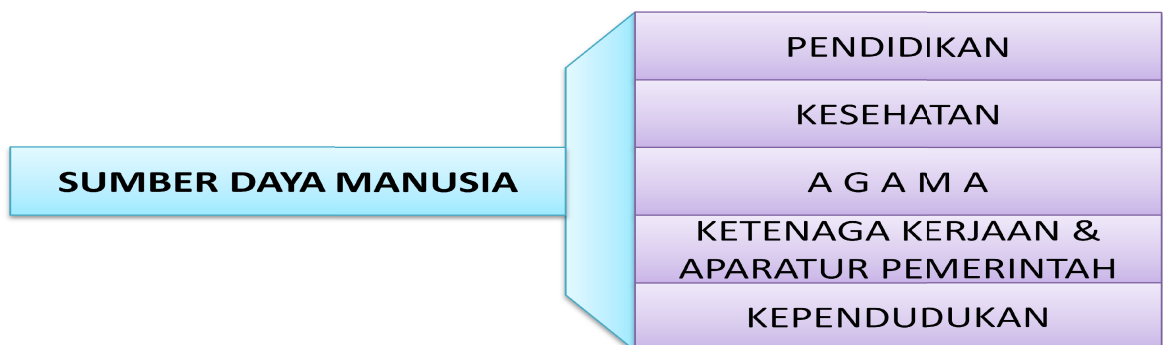 SUMBER DAYA MANUSIA
PENDIDIKAN
KESEHATAN
A G A M A
KETENAGA KERJAAN &
APARATUR PEMERINTAH
KEPENDUDUKAN